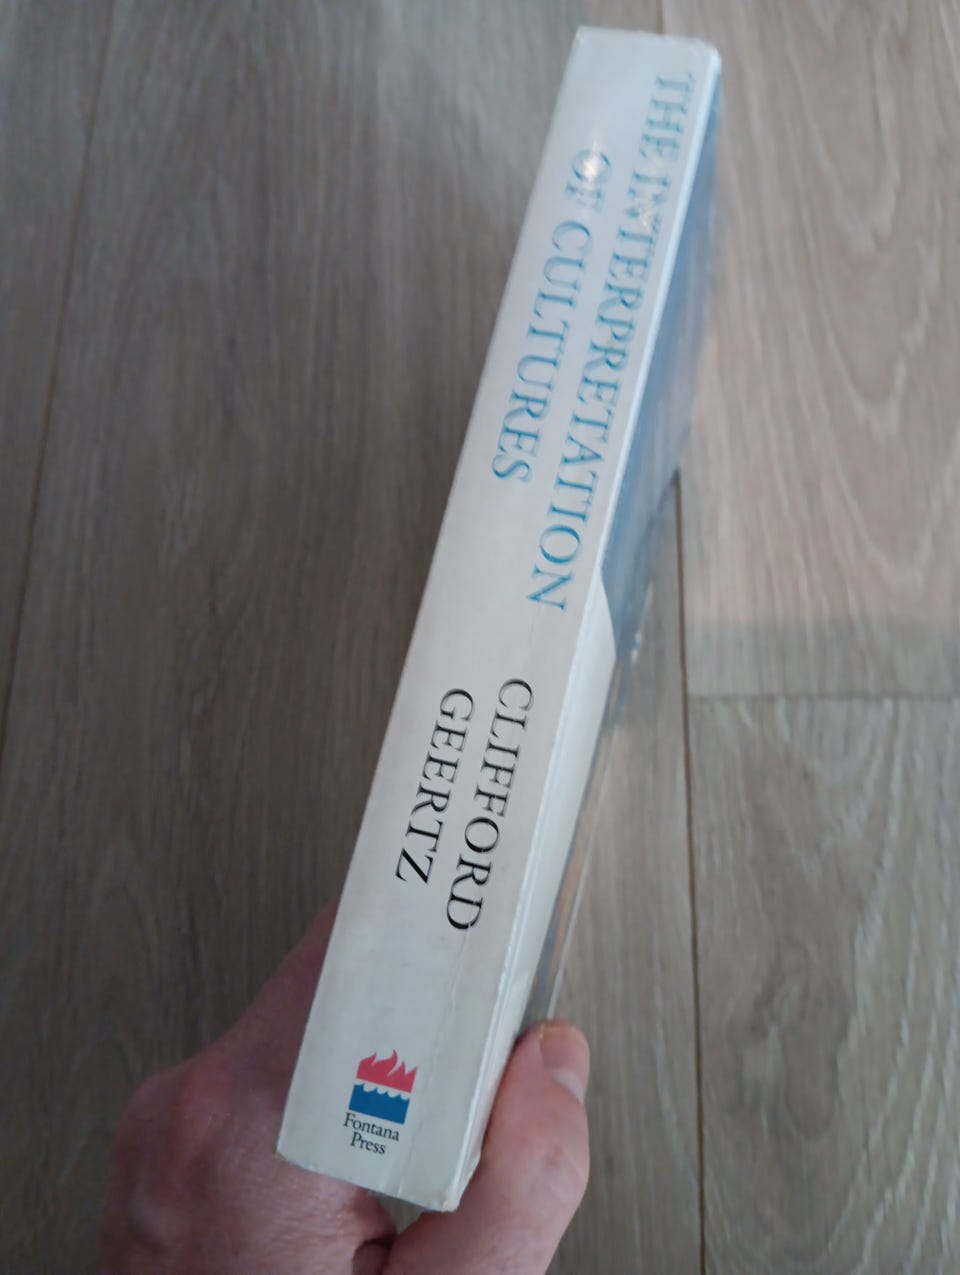 THE INTERPRETATION
OF CULTURES
CLIFFORD
GEERTZ
Fontana
Press